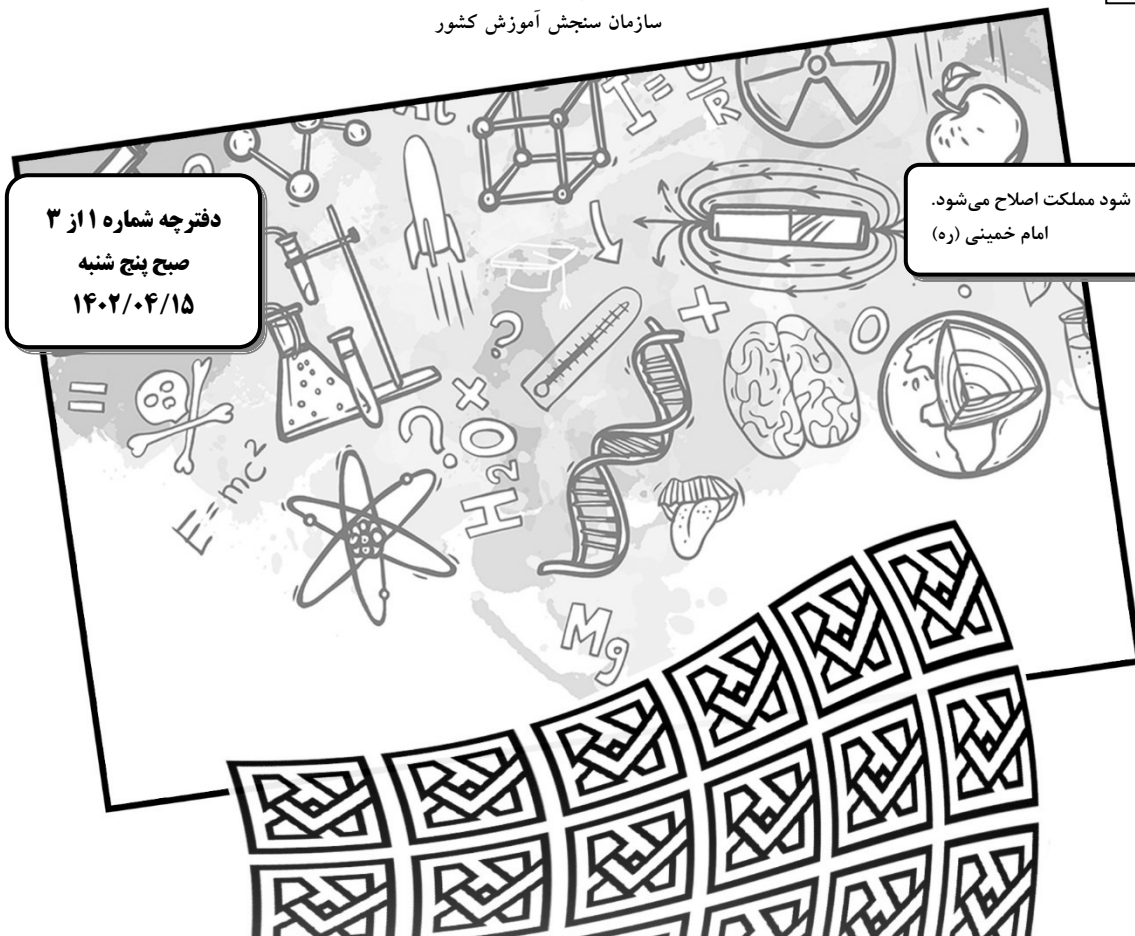 سازمان سنجش آموزش کشور
شود مملکت اصلاح می‌شود.
امام خمینی (ره)
دفترچه شماره ۱ از ۳
صبح پنج شنبه
۱۴۰۲/۰۴/۱۵
E=mc²
H₂O
Mg